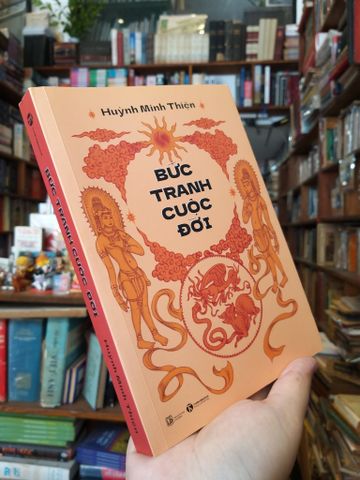 Huỳnh Minh Thiện
BỨC
TRANH
CUỘC
ĐỜI
BỨC TRANH CUỘC ĐỜI
Huỳnh Minh Thiện